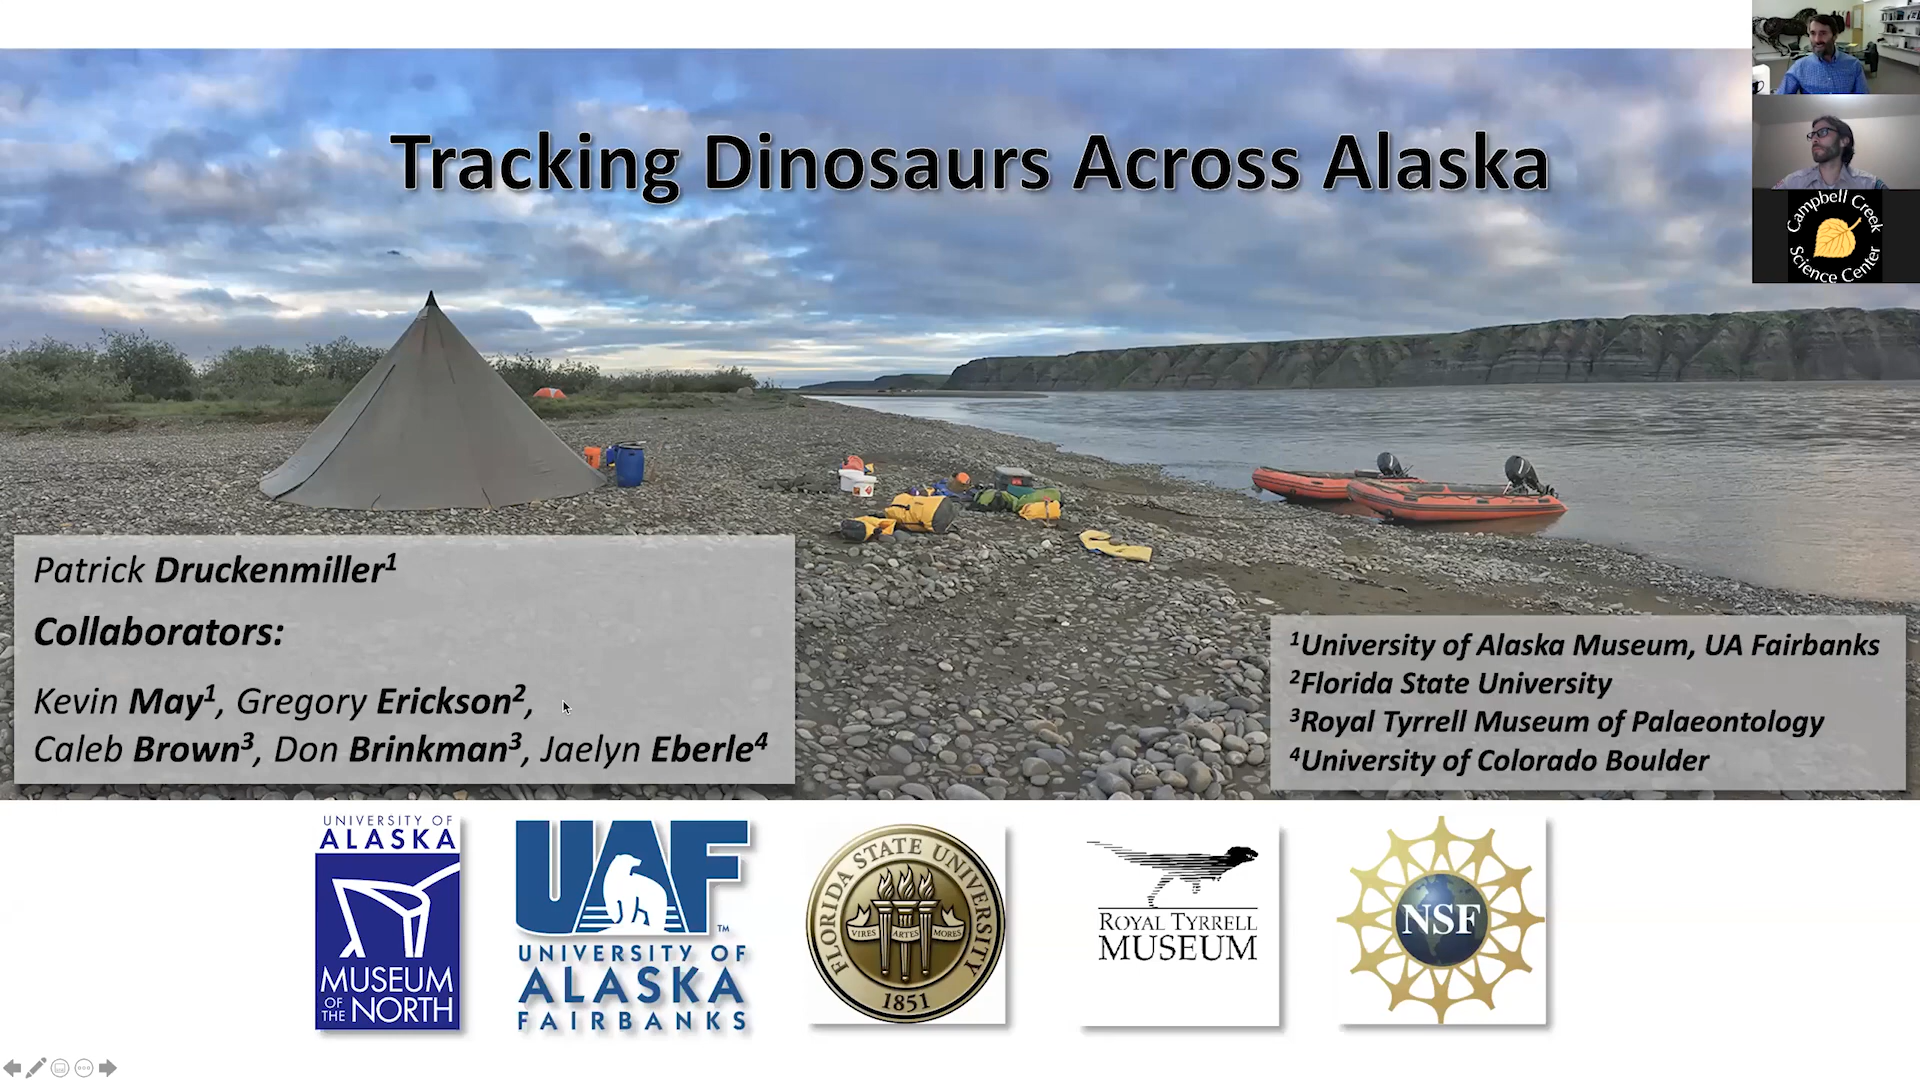 Tracking Dinosaurs Across Alaska
Campbell Creek
Science Center
Patrick Druckenmiller¹
Collaborators:
Kevin May¹, Gregory Erickson²,
Caleb Brown³, Don Brinkman³, Jaelyn Eberle⁴
¹University of Alaska Museum, UA Fairbanks
²Florida State University
³Royal Tyrrell Museum of Palaeontology
⁴University of Colorado Boulder
UNIVERSITY OF
ALASKA
MUSEUM
OF THE NORTH
UAF
TM
UNIVERSITY OF
ALASKA
FAIRBANKS
FLORIDA STATE UNIVERSITY
VIRES ARTES MORES
1851
ROYAL TYRRELL
MUSEUM
NSF